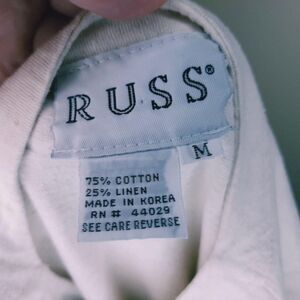 RUSS®
M
75% COTTON
25% LINEN
MADE IN KOREA
RN # 44029
SEE CARE REVERSE